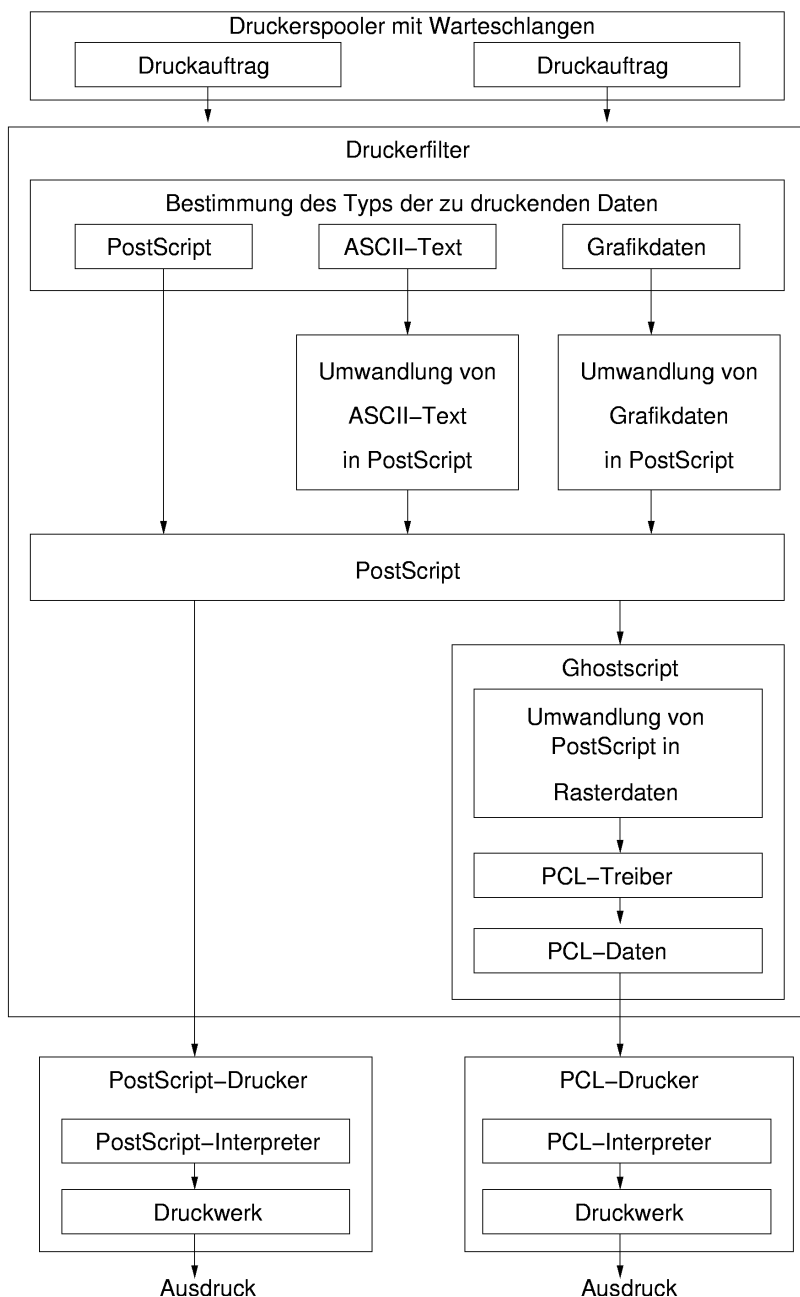 Druckerspooler mit Warteschlangen
Druckauftrag
Druckauftrag
Druckerfilter
Bestimmung des Typs der zu druckenden Daten
PostScript
ASCII−Text
Grafikdaten
Umwandlung von
ASCII−Text
in PostScript
Umwandlung von
Grafikdaten
in PostScript
PostScript
Ghostscript
Umwandlung von
PostScript in
Rasterdaten
PCL−Treiber
PCL−Daten
PostScript−Drucker
PostScript−Interpreter
Druckwerk
Ausdruck
PCL−Drucker
PCL−Interpreter
Druckwerk
Ausdruck